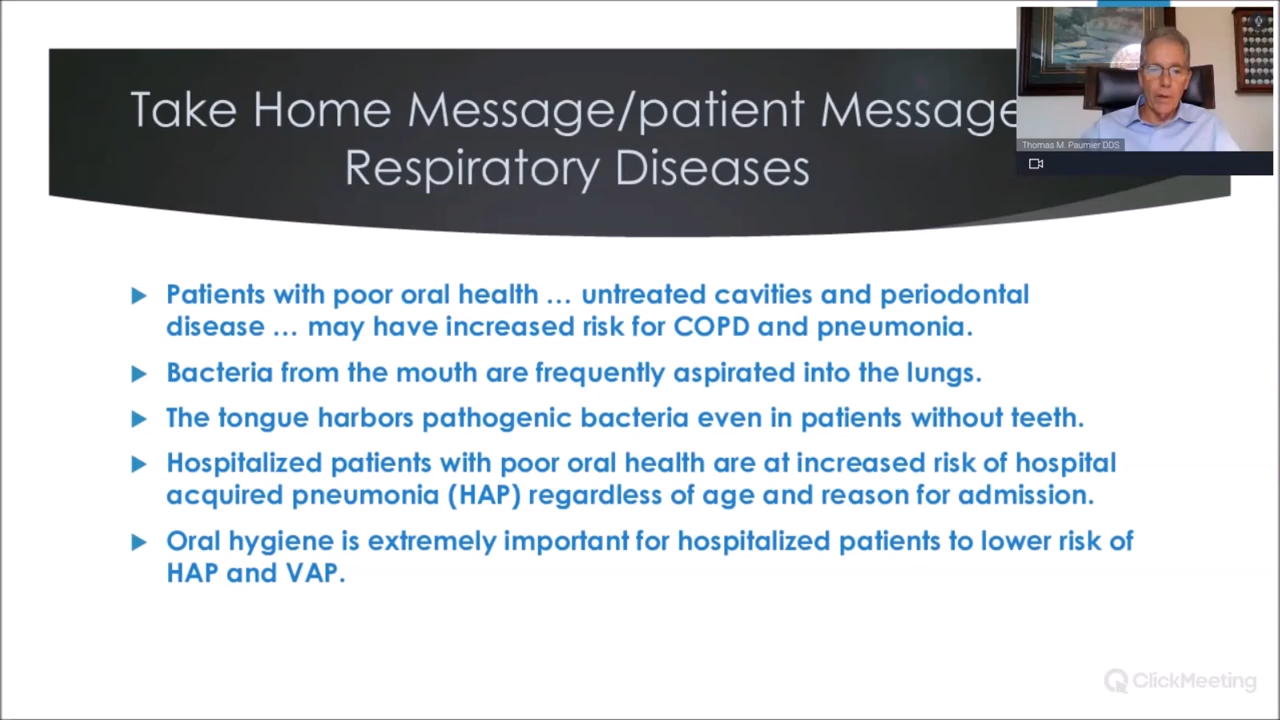 Take Home Message/patient Message
Respiratory Diseases
Thomas M. Paumier DDS
Patients with poor oral health ... untreated cavities and periodontal
disease ... may have increased risk for COPD and pneumonia.
Bacteria from the mouth are frequently aspirated into the lungs.
The tongue harbors pathogenic bacteria even in patients without teeth.
Hospitalized patients with poor oral health are at increased risk of hospital
acquired pneumonia (HAP) regardless of age and reason for admission.
Oral hygiene is extremely important for hospitalized patients to lower risk of
HAP and VAP.
ClickMeeting